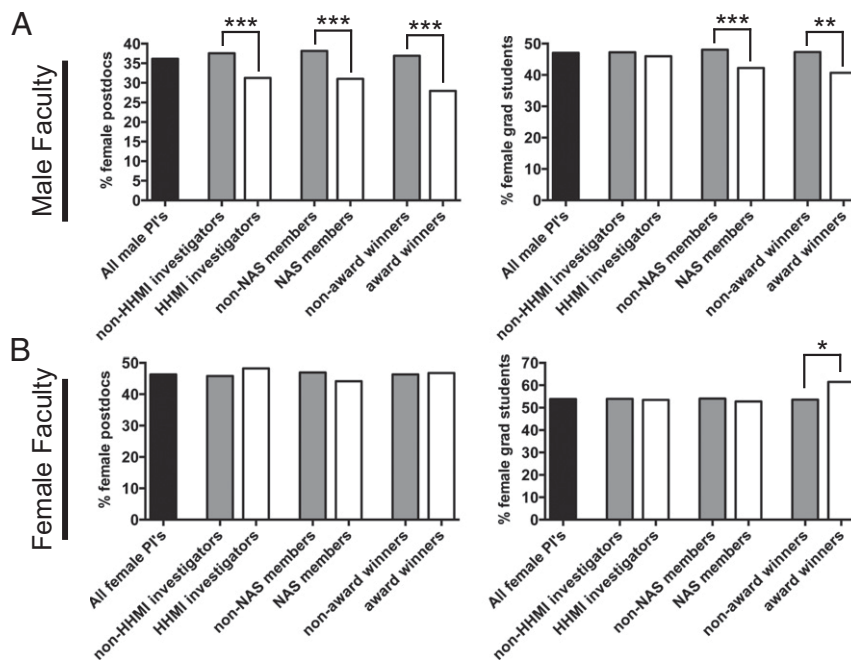 A
Male Faculty
% female postdocs
40
35
30
25
20
15
10
5
0
***
***
***
All male PI's
non-HHMI investigators
HHMI investigators
non-NAS members
NAS members
non-award winners
award winners
% female grad students
50
40
30
20
10
0
***
**
All male PI's
non-HHMI investigators
HHMI investigators
non-NAS members
NAS members
non-award winners
award winners
B
Female Faculty
% female postdocs
50
40
30
20
10
0
All female PI's
non-HHMI investigators
HHMI investigators
non-NAS members
NAS members
non-award winners
award winners
% female grad students
70
60
50
40
30
20
10
0
*
All female PI's
non-HHMI investigators
HHMI investigators
non-NAS members
NAS members
non-award winners
award winners